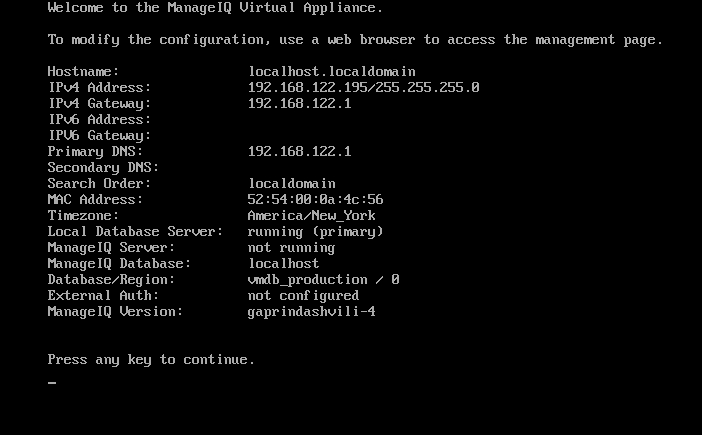 Welcome to the ManageIQ Virtual Appliance.
To modify the configuration, use a web browser to access the management page.
Hostname: localhost.localdomain
IPv4 Address: 192.168.122.195/255.255.255.0
IPv4 Gateway: 192.168.122.1
IPv6 Address:
IPV6 Gateway:
Primary DNS: 192.168.122.1
Secondary DNS:
Search Order: localdomain
MAC Address: 52:54:00:0a:4c:56
Timezone: America/New_York
Local Database Server: running (primary)
ManageIQ Server: not running
ManageIQ Database: localhost
Database/Region: vmdb_production / 0
External Auth: not configured
ManageIQ Version: gaprindashvili-4
Press any key to continue.